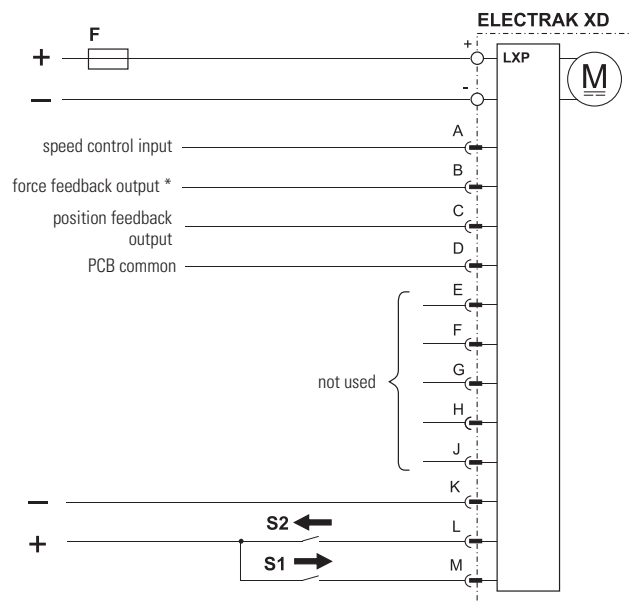 ELECTRAK XD
F
+
+
LXP
M
—
-
A
speed control input
B
force feedback output *
C
position feedback
output
D
PCB common
E
F
G
not used
H
J
K
—
S2
L
+
S1
M